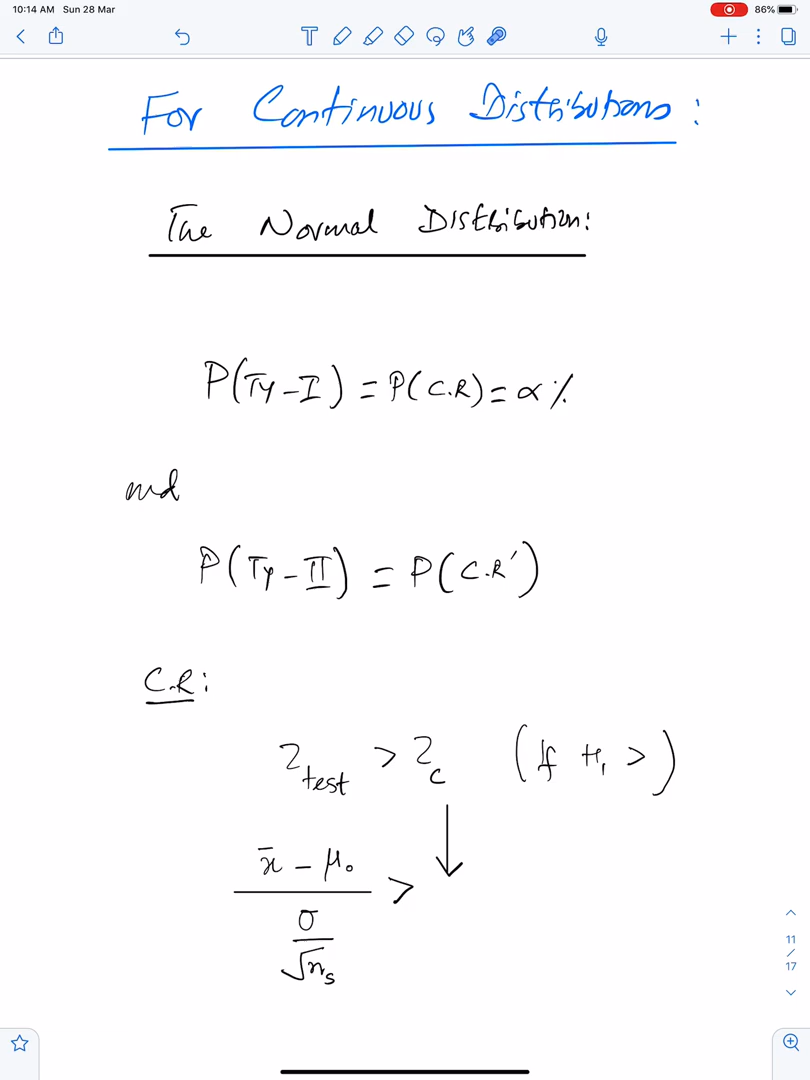 10:14 AM Sun 28 Mar
86%
For Continuous Distributions :
The Normal Distribution:
P(Ty-I) = P(C.R) = α %
and
P(Ty-II) = P(C.R')
C.R:
Z_test > Z_c (If H₁ >)
x̄ - μ₀ >
σ
√n_s
11
/
17